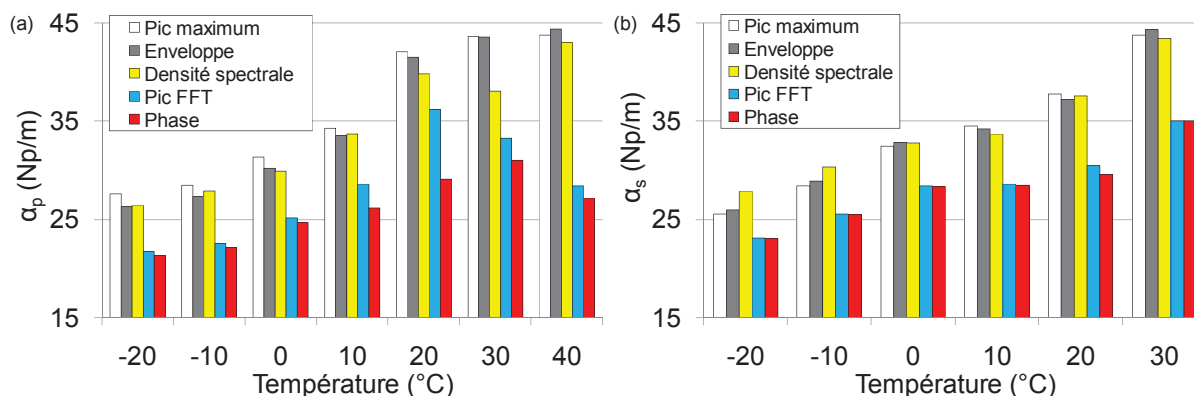 (a)
45
35
25
15
αp (Np/m)
Pic maximum
Enveloppe
Densité spectrale
Pic FFT
Phase
-20 -10 0 10 20 30 40
Température (°C)
(b)
45
35
25
15
αs (Np/m)
Pic maximum
Enveloppe
Densité spectrale
Pic FFT
Phase
-20 -10 0 10 20 30
Température (°C)